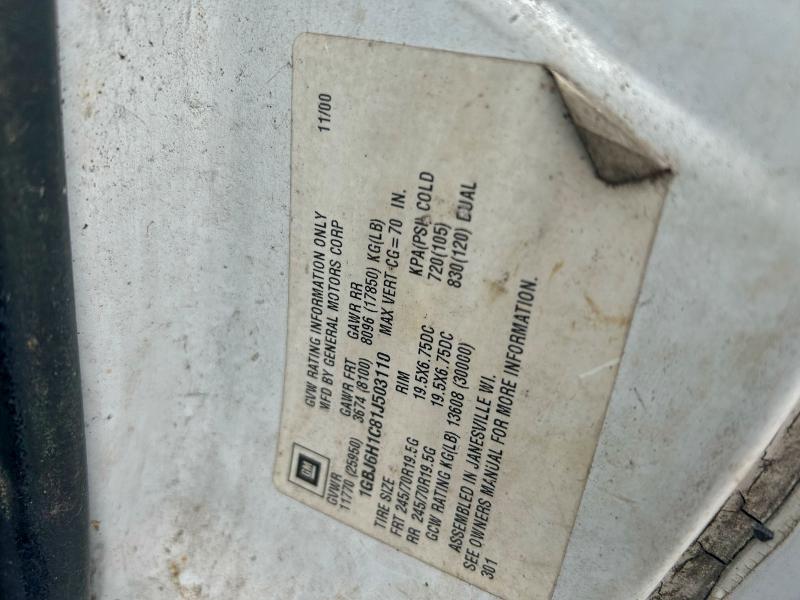 GVW RATING INFORMATION ONLY 11/00
MFD BY GENERAL MOTORS CORP
GM
GVWR GAWR FRT GAWR RR
11770 (25950) 3674 (8100) 8096 (17850) KG(LB)
1GBJ6H1C81J503110 MAX VERT CG=70 IN.
TIRE SIZE RIM KPA(PSI) COLD
FRT 245/70R19.5G 19.5X6.75DC 720(105)
RR 245/70R19.5G 19.5X6.75DC 830(120) DUAL
GCW RATING KG(LB) 13608 (30000)
ASSEMBLED IN JANESVILLE WI.
SEE OWNERS MANUAL FOR MORE INFORMATION.
301